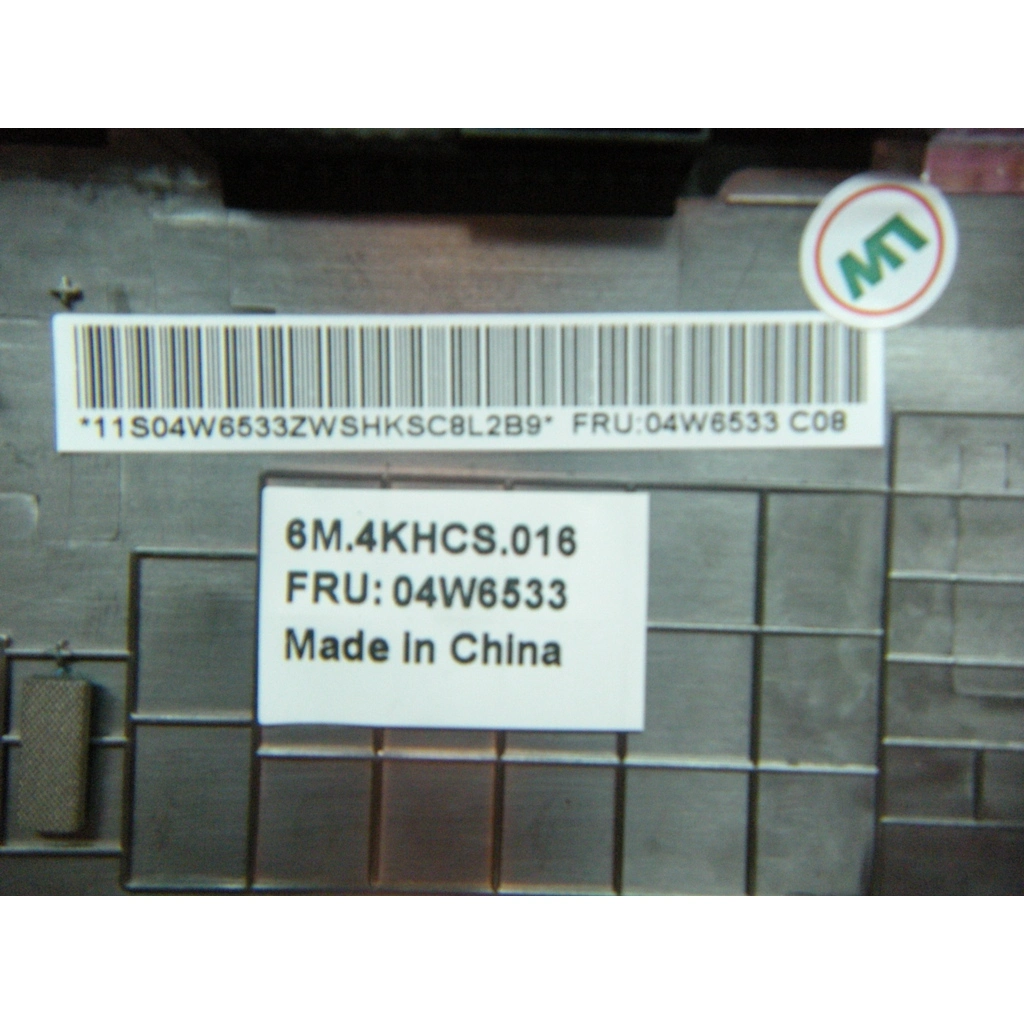 *11S04W6533ZWSHKSC8L2B9* FRU:04W6533 C08
6M.4KHCS.016
FRU: 04W6533
Made In China